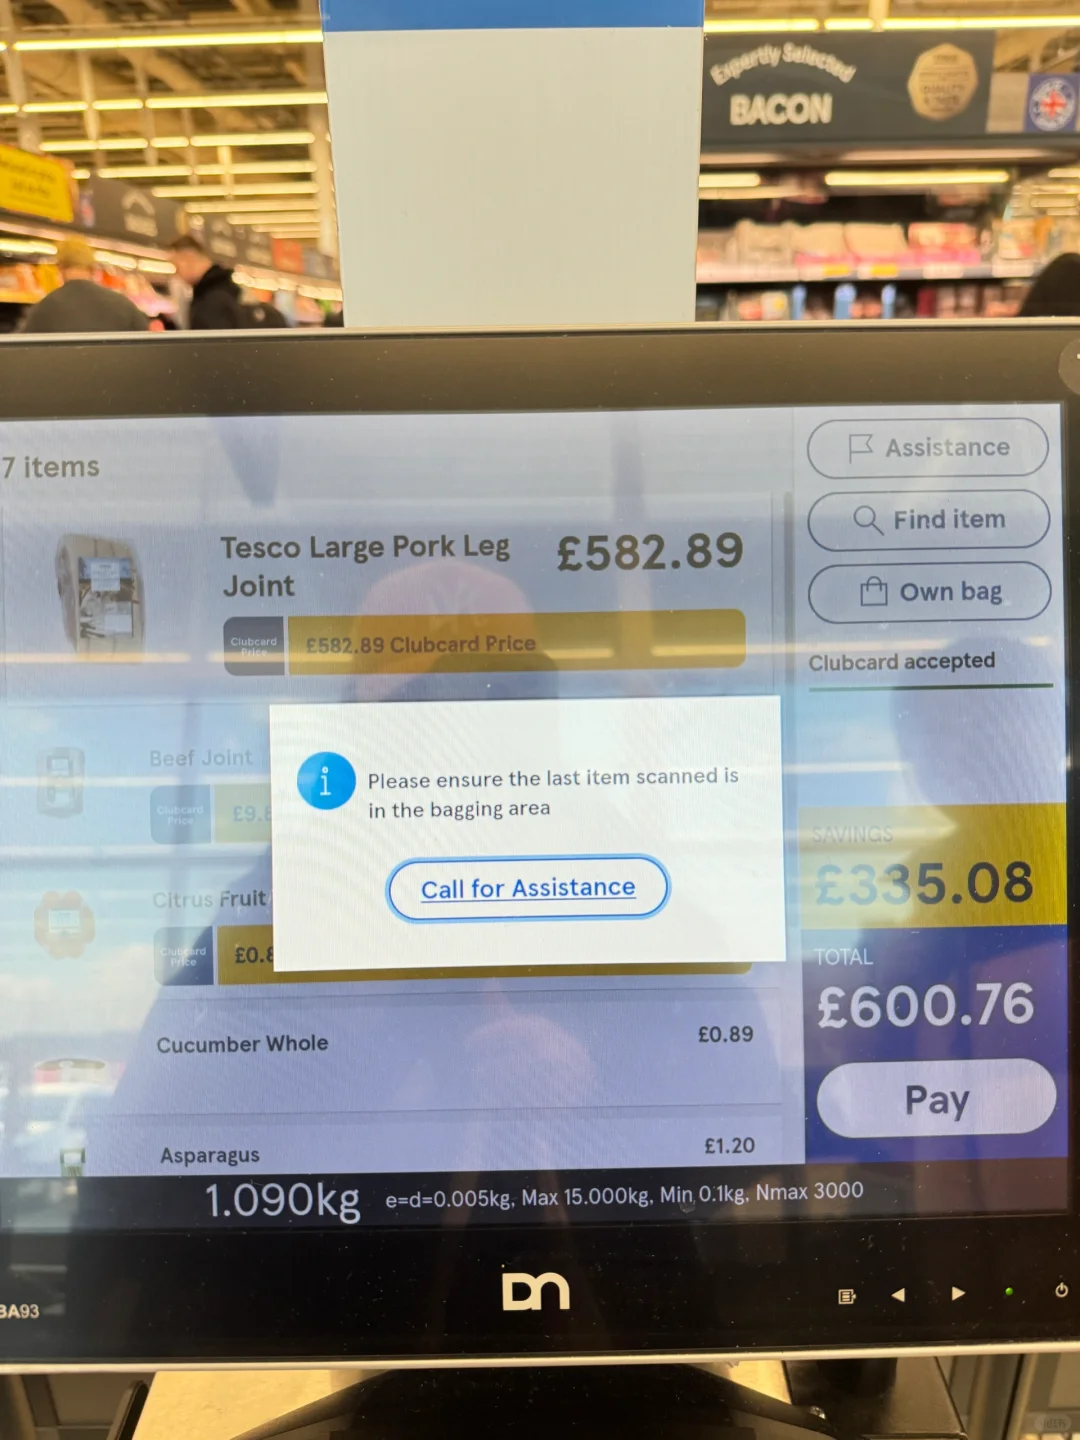 Expertly Selected
BACON
7 items
Assistance
Find item
Own bag
Clubcard accepted
Tesco Large Pork Leg
Joint
£582.89
Clubcard
Price
£582.89 Clubcard Price
Beef Joint
Clubcard
Price
£9.
Please ensure the last item scanned is
in the bagging area
Call for Assistance
Citrus Fruit
Clubcard
Price
£0.8
SAVINGS
£335.08
TOTAL
£600.76
Pay
Cucumber Whole
£0.89
Asparagus
£1.20
1.090kg
e=d=0.005kg, Max 15.000kg, Min 0.1kg, Nmax 3000
DN
BA93